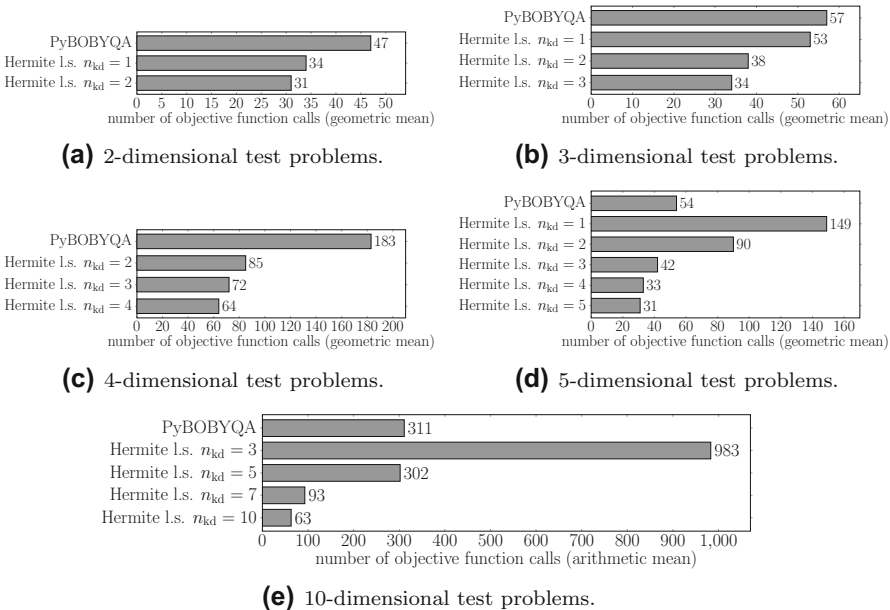 PyBOBYQA 47
Hermite l.s. n_kd = 1 34
Hermite l.s. n_kd = 2 31
0 5 10 15 20 25 30 35 40 45 50
number of objective function calls (geometric mean)
(a) 2-dimensional test problems.
PyBOBYQA 57
Hermite l.s. n_kd = 1 53
Hermite l.s. n_kd = 2 38
Hermite l.s. n_kd = 3 34
0 10 20 30 40 50 60
number of objective function calls (geometric mean)
(b) 3-dimensional test problems.
PyBOBYQA 183
Hermite l.s. n_kd = 2 85
Hermite l.s. n_kd = 3 72
Hermite l.s. n_kd = 4 64
0 20 40 60 80 100 120 140 160 180 200
number of objective function calls (geometric mean)
(c) 4-dimensional test problems.
PyBOBYQA 54
Hermite l.s. n_kd = 1 149
Hermite l.s. n_kd = 2 90
Hermite l.s. n_kd = 3 42
Hermite l.s. n_kd = 4 33
Hermite l.s. n_kd = 5 31
0 20 40 60 80 100 120 140 160
number of objective function calls (geometric mean)
(d) 5-dimensional test problems.
PyBOBYQA 311
Hermite l.s. n_kd = 3 983
Hermite l.s. n_kd = 5 302
Hermite l.s. n_kd = 7 93
Hermite l.s. n_kd = 10 63
0 100 200 300 400 500 600 700 800 900 1,000
number of objective function calls (arithmetic mean)
(e) 10-dimensional test problems.